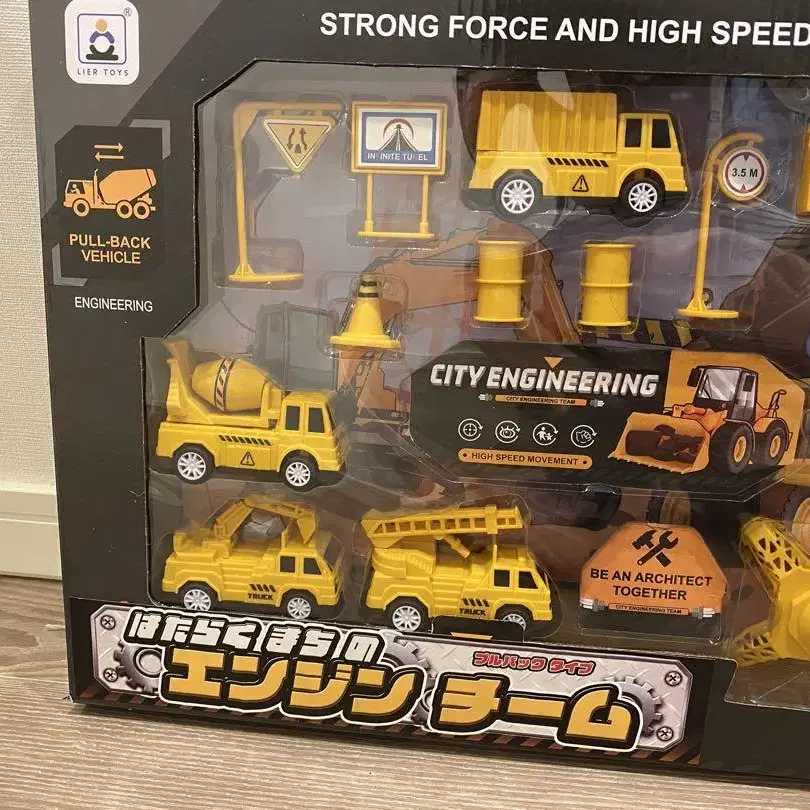 LIER TOYS
®
STRONG FORCE AND HIGH SPEED
PULL-BACK
VEHICLE
ENGINEERING
INFINITE TUNEL
3.5 M
CITY ENGINEERING
CITY ENGINEERING TEAM
HIGH SPEED MOVEMENT
TRUCK
TRUCK
BE AN ARCHITECT
TOGETHER
CITY ENGINEERING TEAM
はたらくまちの
プルバックタイプ
エンジンチーム